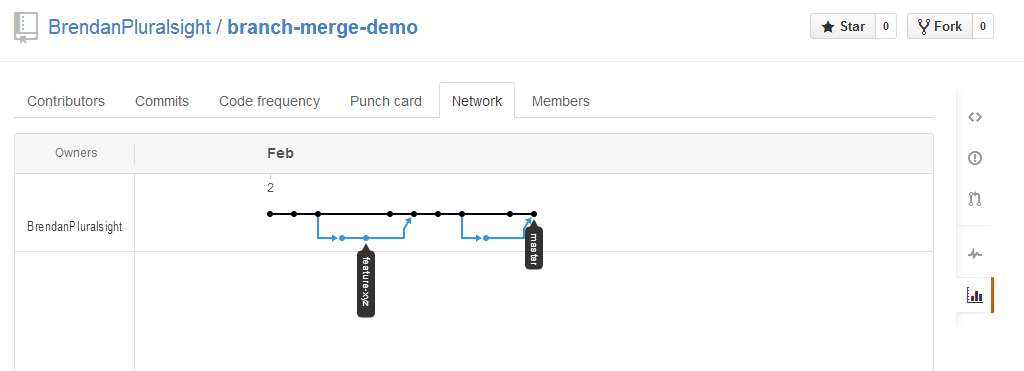 BrendanPluralsight / branch-merge-demo
Star 0 Fork 0
Contributors Commits Code frequency Punch card Network Members
Owners Feb
2
BrendanPluralsight
master
feature-xyz